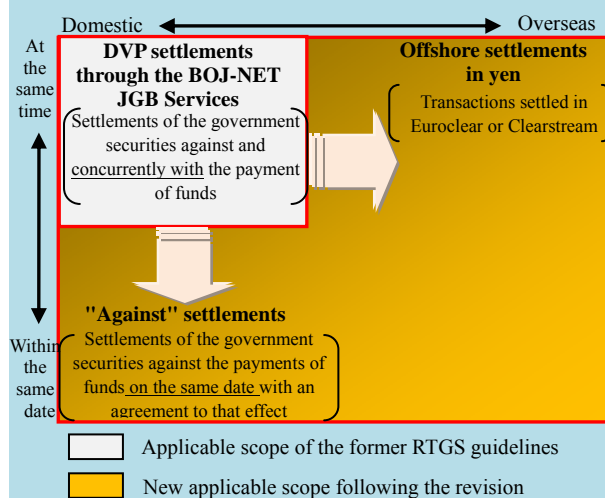 Domestic
Overseas
At
the
same
time
DVP settlements
through the BOJ-NET
JGB Services
Settlements of the government
securities against and
concurrently with the payment
of funds
Offshore settlements
in yen
Transactions settled in
Euroclear or Clearstream
Within
the
same
date
"Against" settlements
Settlements of the government
securities against the payments of
funds on the same date with an
agreement to that effect
Applicable scope of the former RTGS guidelines
New applicable scope following the revision